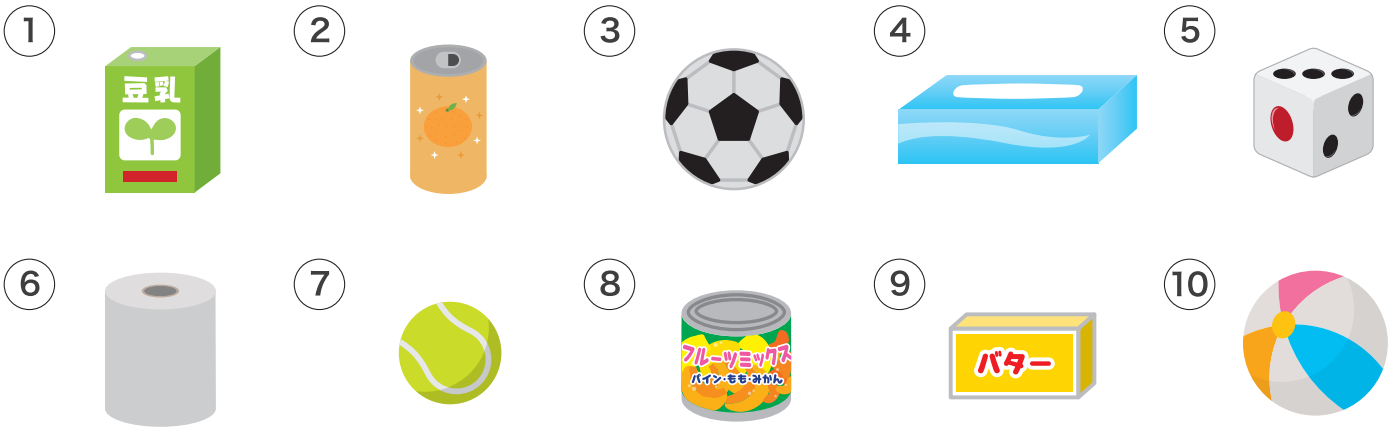 ①
豆乳
②
③
④
⑤
⑥
⑦
⑧
フルーツミックス
パイン・もも・みかん
⑨
バター
⑩